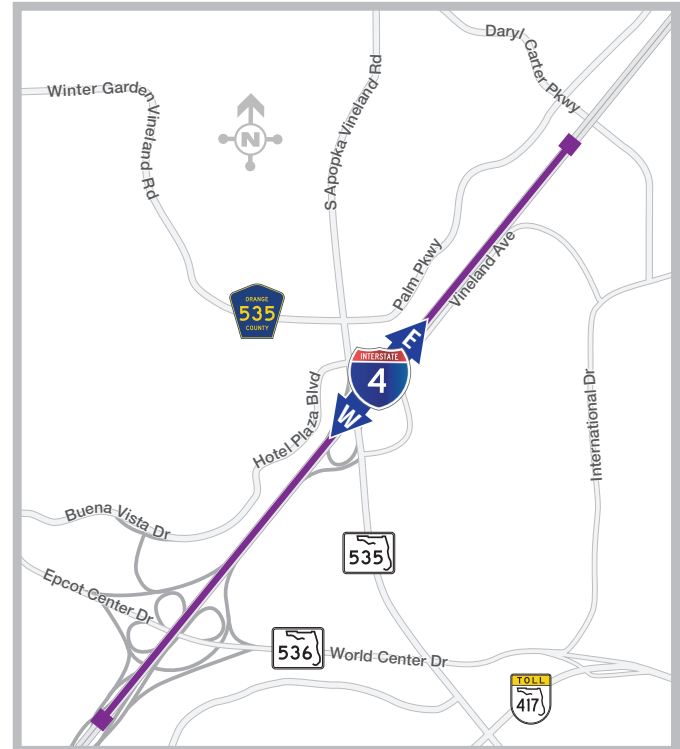 Daryl Carter Pkwy
Winter Garden Vineland Rd
S Apopka Vineland Rd
N
Palm Pkwy
Vineland Ave
ORANGE
535
COUNTY
E
INTERSTATE
4
W
Hotel Plaza Blvd
International Dr
Buena Vista Dr
535
Epcot Center Dr
536
World Center Dr
TOLL
417